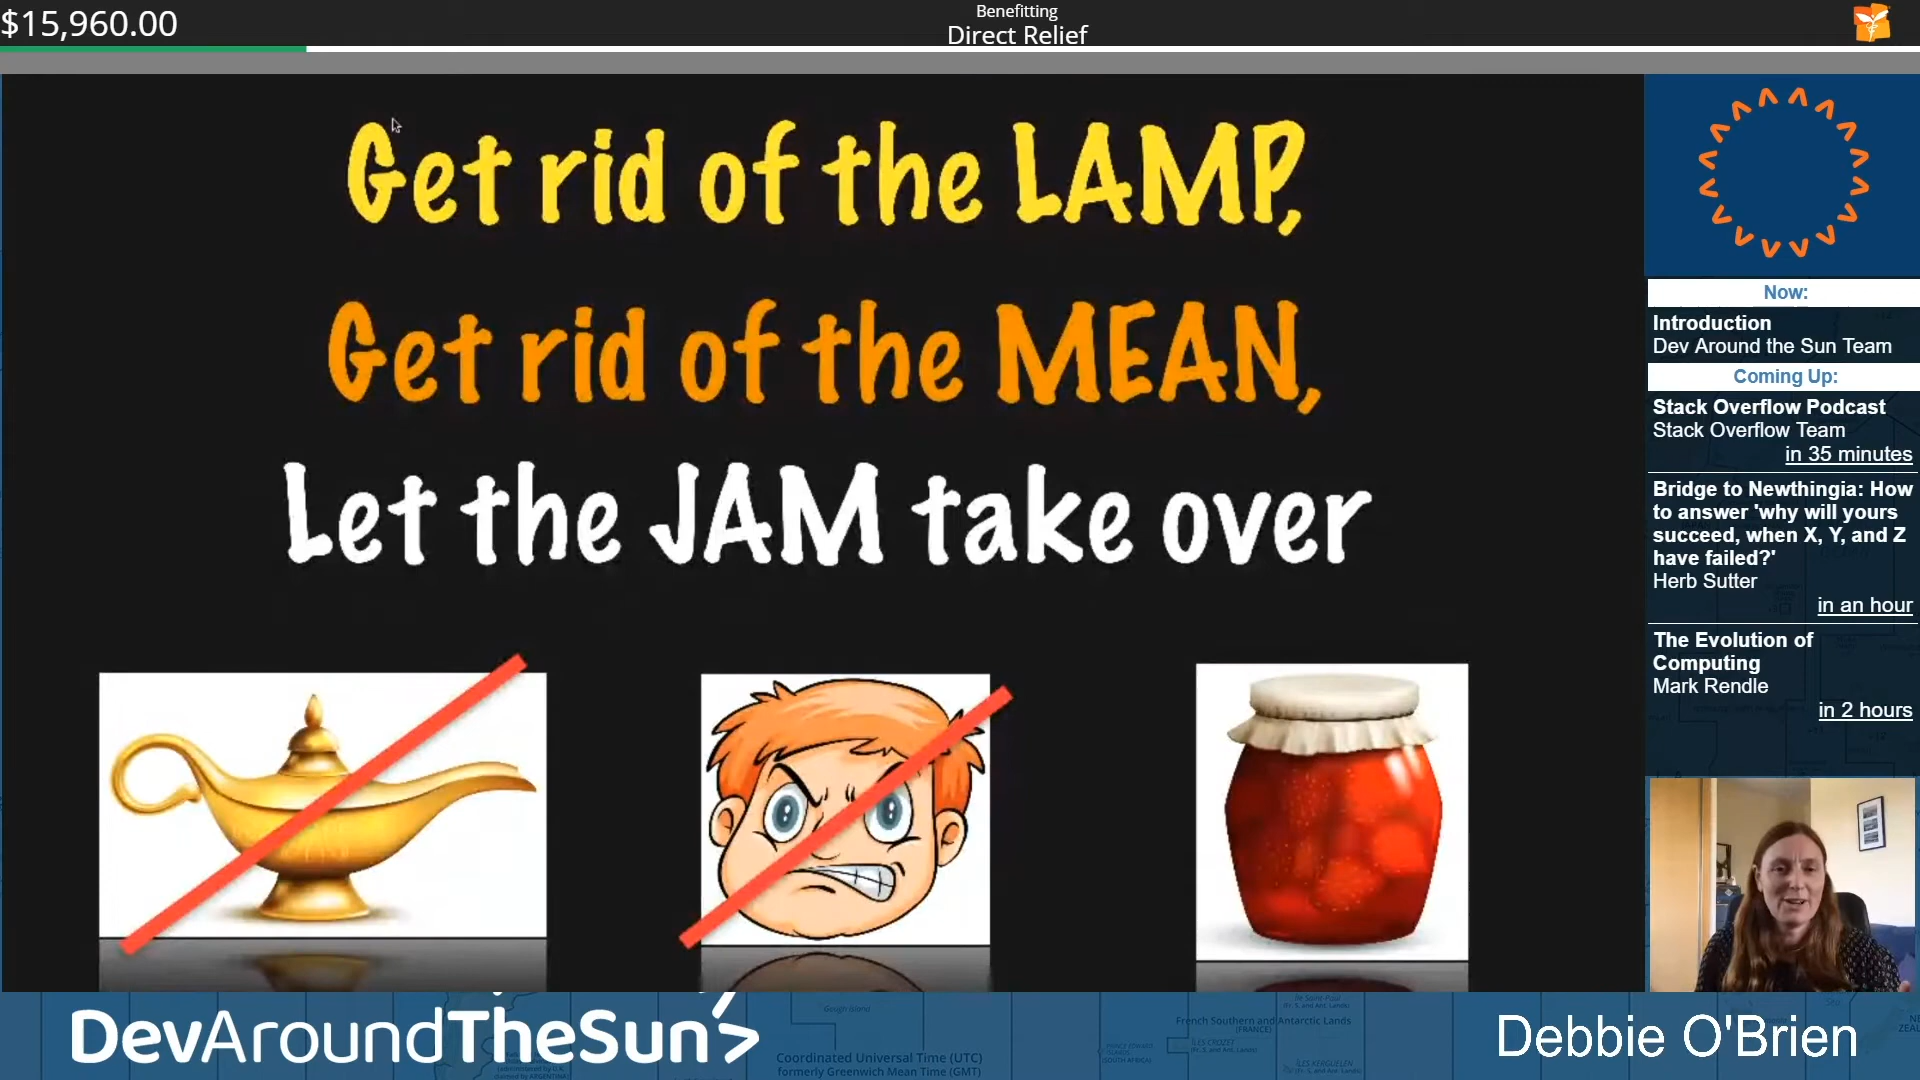 $15,960.00
Benefitting
Direct Relief
Get rid of the LAMP,
Get rid of the MEAN,
Let the JAM take over
Now:
Introduction
Dev Around the Sun Team
Coming Up:
Stack Overflow Podcast
Stack Overflow Team
in 35 minutes
Bridge to Newthingia: How
to answer 'why will yours
succeed, when X, Y, and Z
have failed?'
Herb Sutter
in an hour
The Evolution of
Computing
Mark Rendle
in 2 hours
DevAroundTheSun
Gough Island
Coordinated Universal Time (UTC)
formerly Greenwich Mean Time (GMT)
French Southern and Antarctic Lands
(FRANCE)
Debbie O'Brien